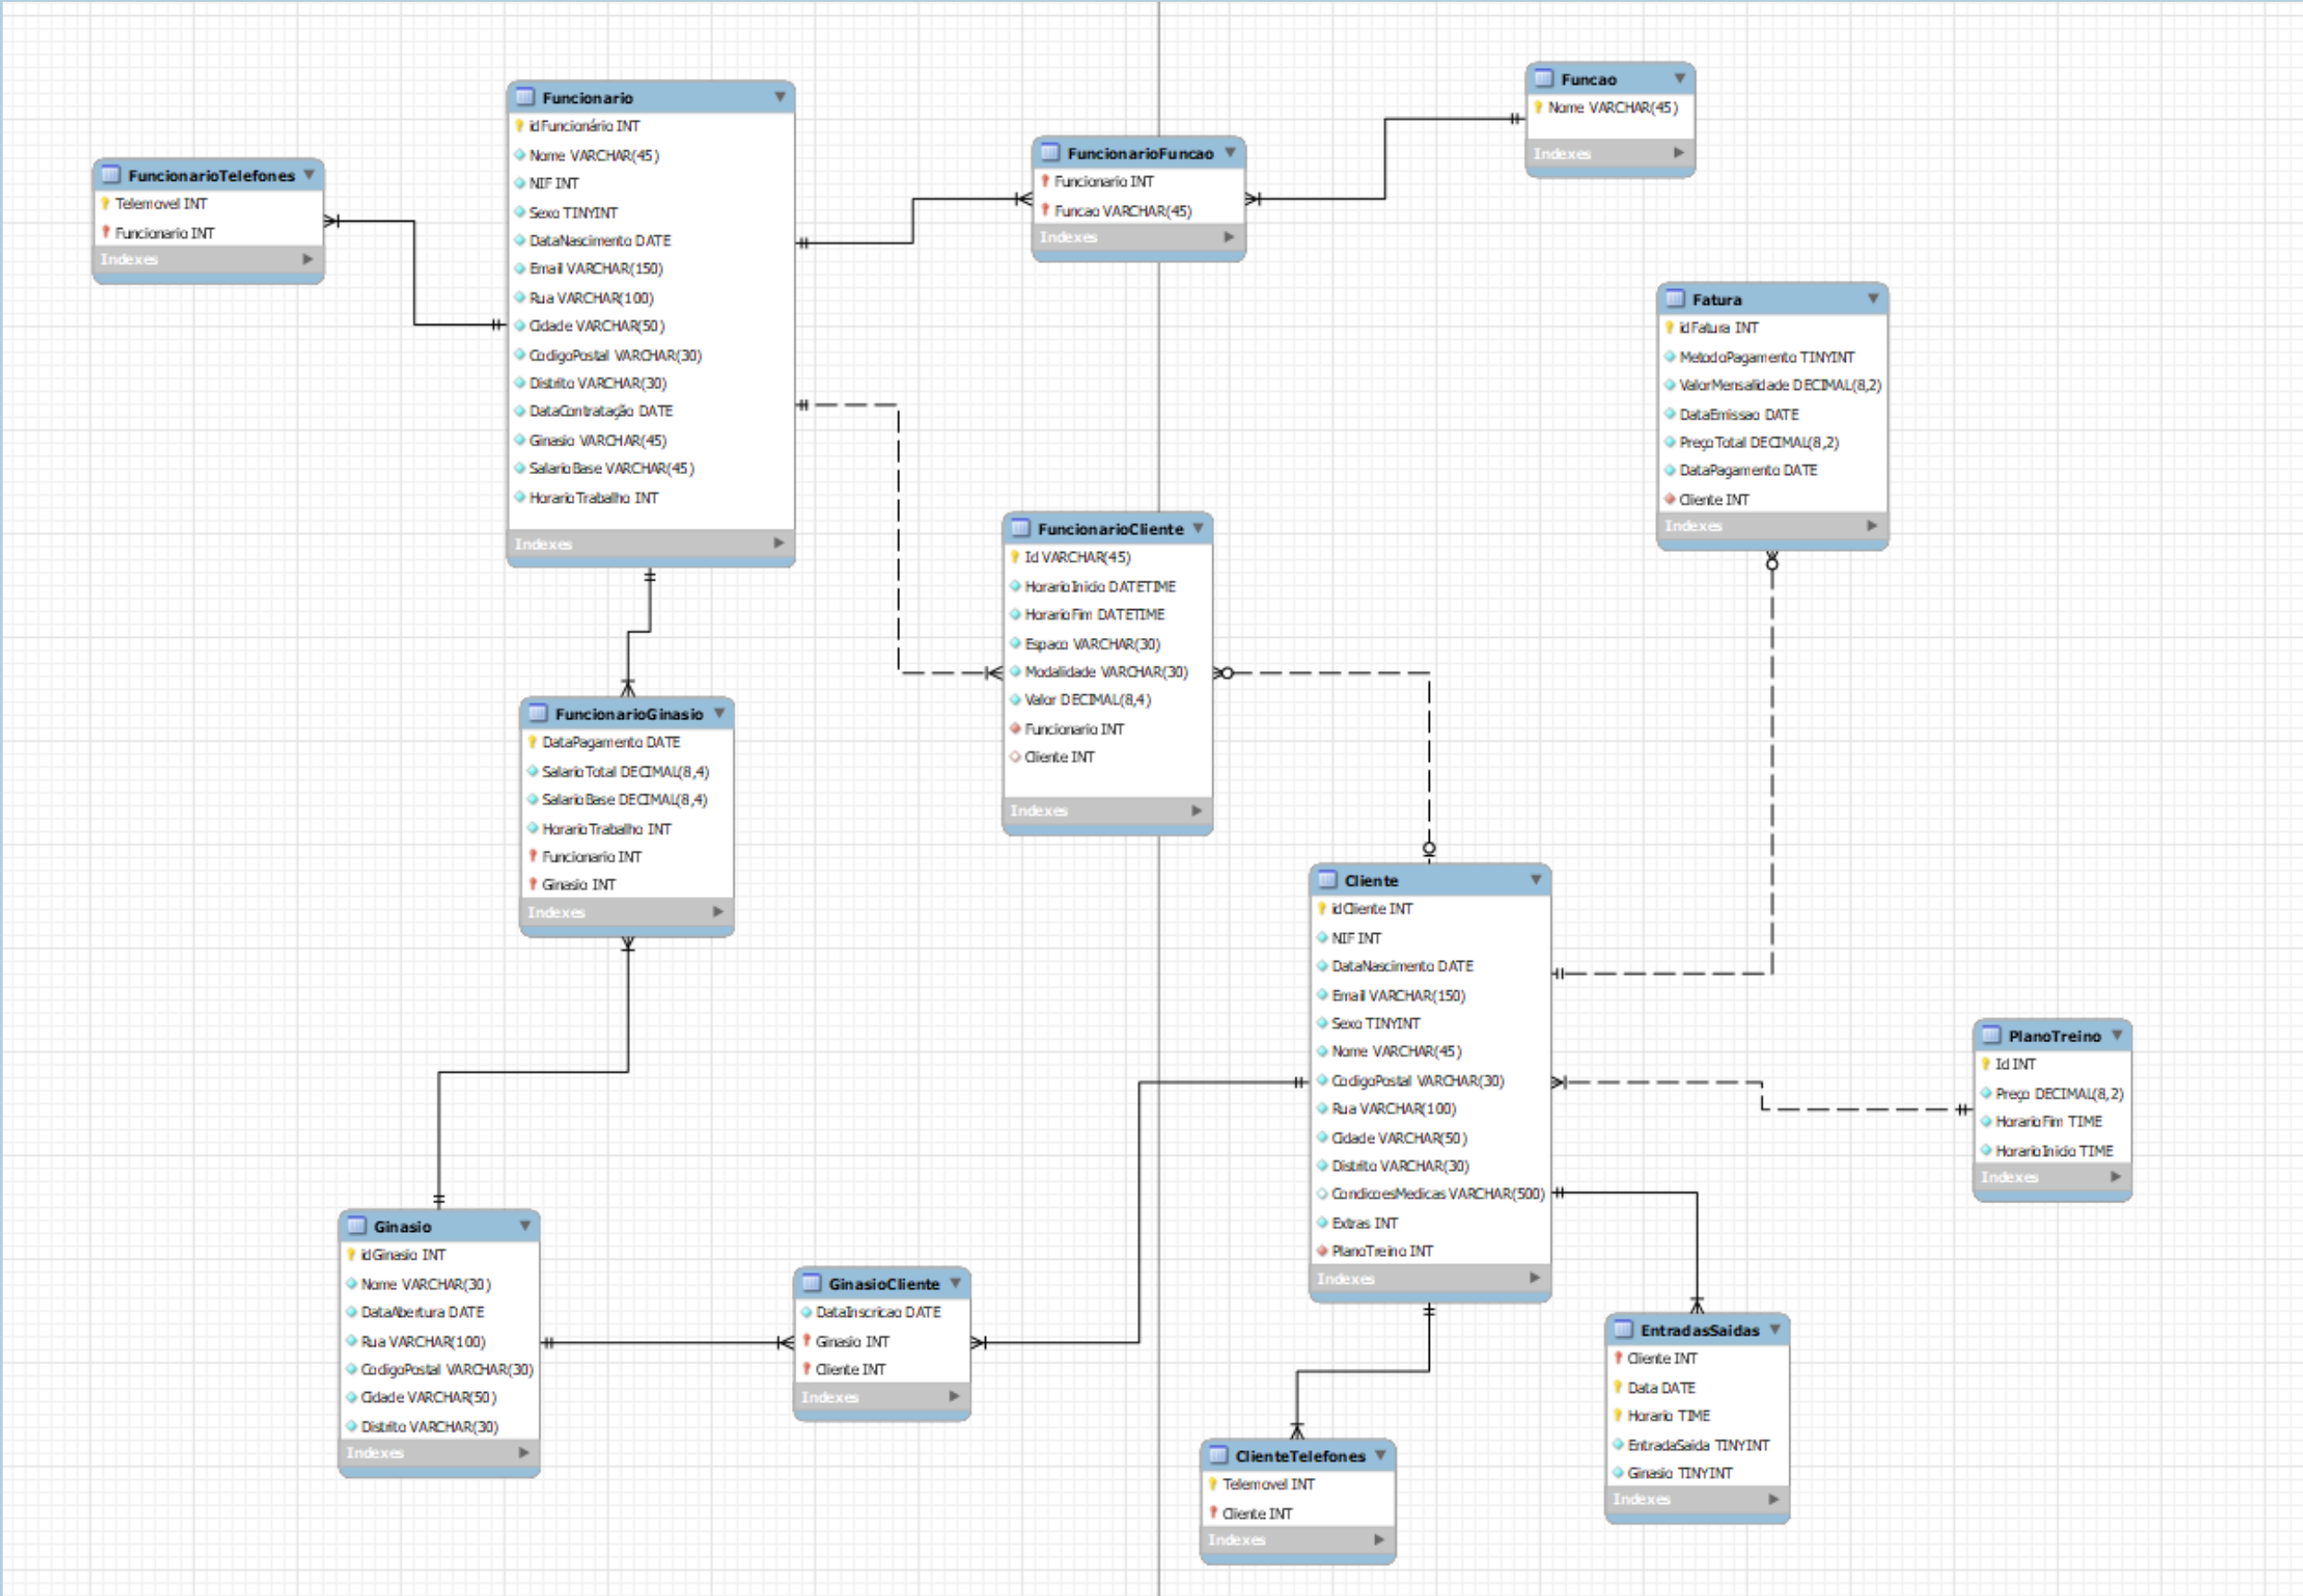 FuncionarioTelefones
Telemovel INT
Funcionario INT
Indexes
Funcionario
idFuncionário INT
Nome VARCHAR(45)
NIF INT
Sexo TINYINT
DataNascimento DATE
Email VARCHAR(150)
Rua VARCHAR(100)
Cidade VARCHAR(50)
CodigoPostal VARCHAR(30)
Distrito VARCHAR(30)
DataContratação DATE
Ginasio VARCHAR(45)
SalarioBase VARCHAR(45)
HorarioTrabalho INT
Indexes
FuncionarioFuncao
Funcionario INT
Funcao VARCHAR(45)
Indexes
Funcao
Nome VARCHAR(45)
Indexes
Fatura
idFatura INT
MetodoPagamento TINYINT
ValorMensalidade DECIMAL(8,2)
DataEmissao DATE
PreçoTotal DECIMAL(8,2)
DataPagamento DATE
Cliente INT
Indexes
FuncionarioCliente
Id VARCHAR(45)
HorarioInicio DATETIME
HorarioFim DATETIME
Espaco VARCHAR(30)
Modalidade VARCHAR(30)
Valor DECIMAL(8,4)
Funcionario INT
Cliente INT
Indexes
FuncionarioGinasio
DataPagamento DATE
SalarioTotal DECIMAL(8,4)
SalarioBase DECIMAL(8,4)
HorarioTrabalho INT
Funcionario INT
Ginasio INT
Indexes
Cliente
idCliente INT
NIF INT
DataNascimento DATE
Email VARCHAR(150)
Sexo TINYINT
Nome VARCHAR(45)
CodigoPostal VARCHAR(30)
Rua VARCHAR(100)
Cidade VARCHAR(50)
Distrito VARCHAR(30)
CondicoesMedicas VARCHAR(500)
Extras INT
PlanoTreino INT
Indexes
PlanoTreino
Id INT
Preço DECIMAL(8,2)
HorarioFim TIME
HorarioInicio TIME
Indexes
Ginasio
idGinasio INT
Nome VARCHAR(30)
DataAbertura DATE
Rua VARCHAR(100)
CodigoPostal VARCHAR(30)
Cidade VARCHAR(50)
Distrito VARCHAR(30)
Indexes
GinasioCliente
DataInscricao DATE
Ginasio INT
Cliente INT
Indexes
EntradasSaidas
Cliente INT
Data DATE
Horario TIME
EntradaSaida TINYINT
Ginasio TINYINT
Indexes
ClienteTelefones
Telemovel INT
Cliente INT
Indexes